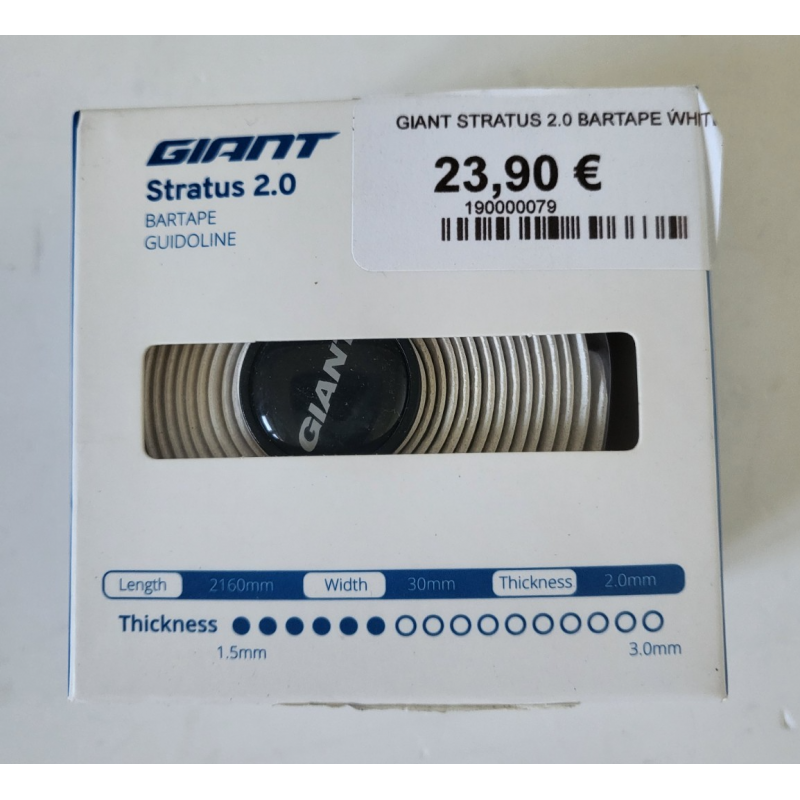 GIANT
Stratus 2.0
BARTAPE
GUIDOLINE
GIANT STRATUS 2.0 BARTAPE WHIT
23,90 €
190000079
GIANT
Length 2160mm Width 30mm Thickness 2.0mm
Thickness
1.5mm 3.0mm